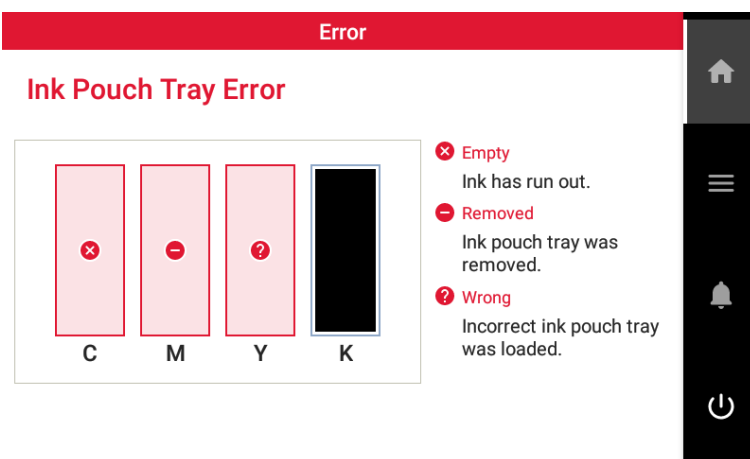 Error
Ink Pouch Tray Error
C M Y K
Empty
Ink has run out.
Removed
Ink pouch tray was
removed.
Wrong
Incorrect ink pouch tray
was loaded.